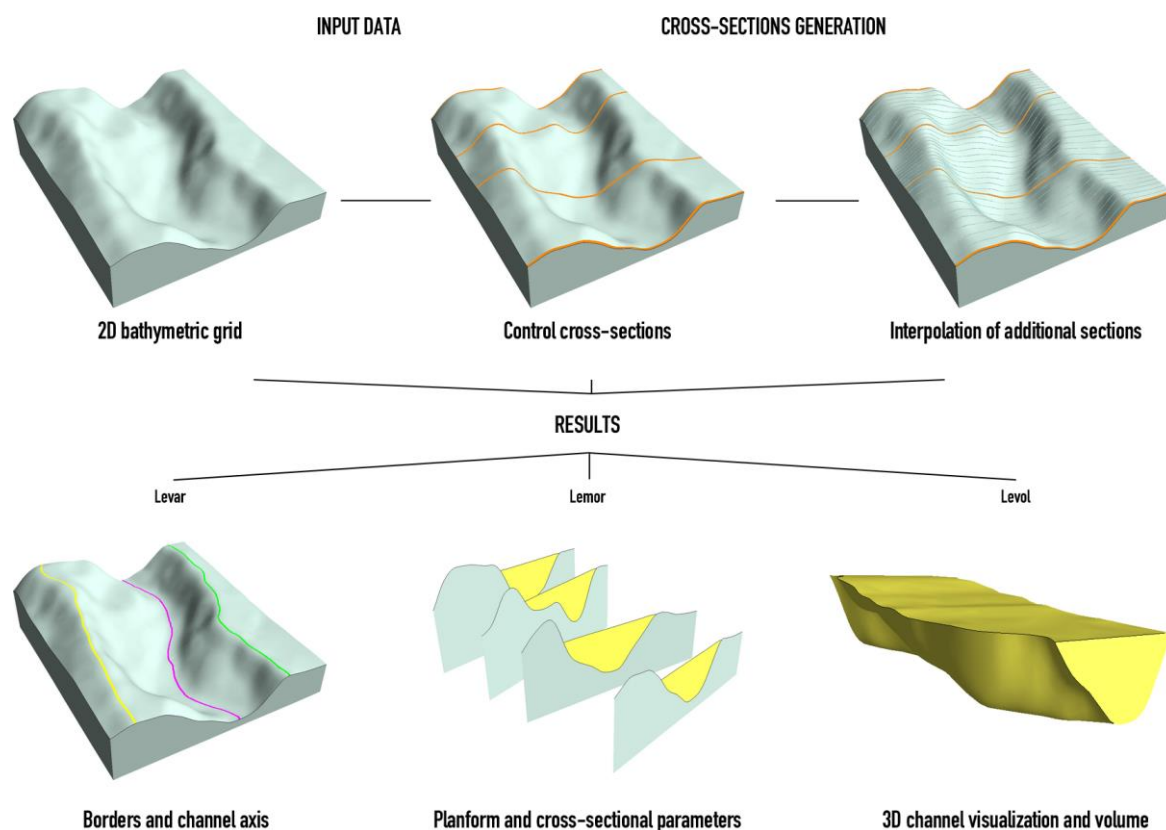 INPUT DATA
CROSS-SECTIONS GENERATION
2D bathymetric grid
Control cross-sections
Interpolation of additional sections
RESULTS
Levar
Lemor
Levol
Borders and channel axis
Planform and cross-sectional parameters
3D channel visualization and volume